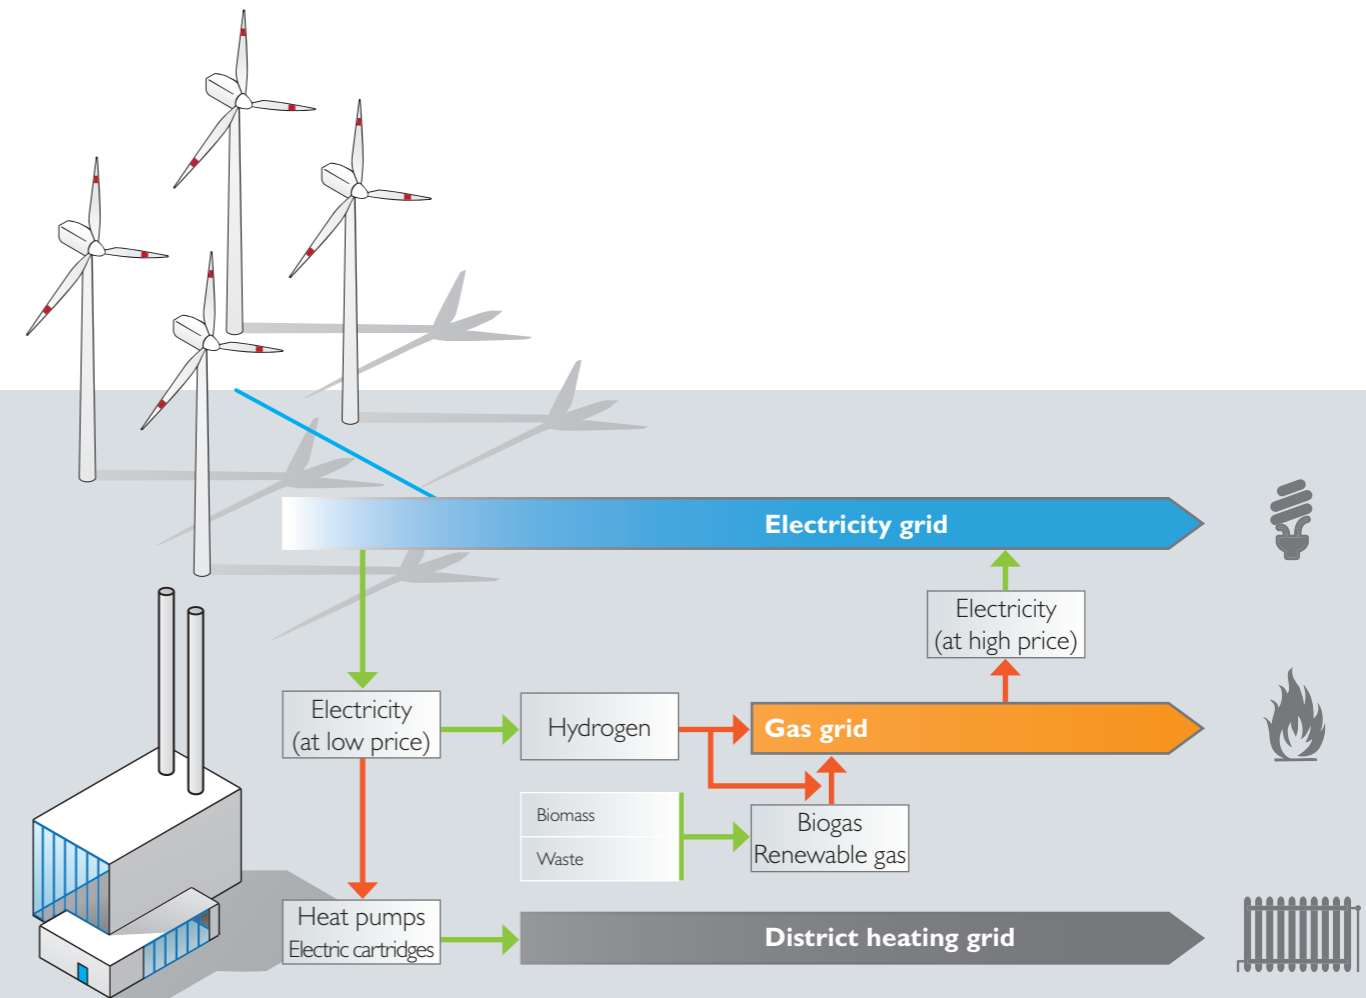 Electricity grid
Electricity
(at high price)
Electricity
(at low price)
Hydrogen
Gas grid
Biomass
Waste
Biogas
Renewable gas
Heat pumps
Electric cartridges
District heating grid